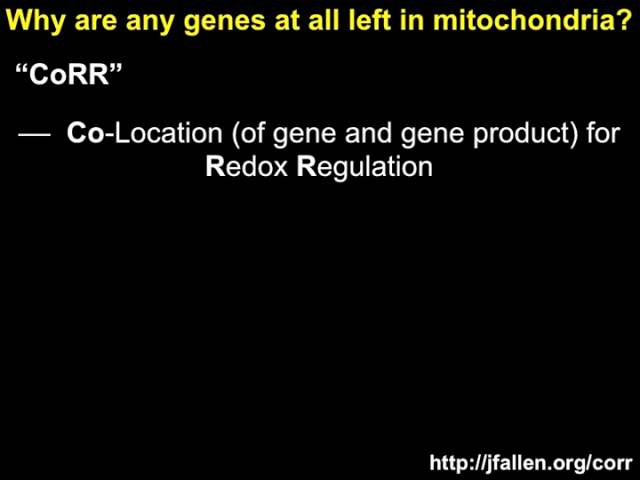 Why are any genes at all left in mitochondria?
“CoRR”
— Co-Location (of gene and gene product) for
Redox Regulation
http://jfallen.org/corr